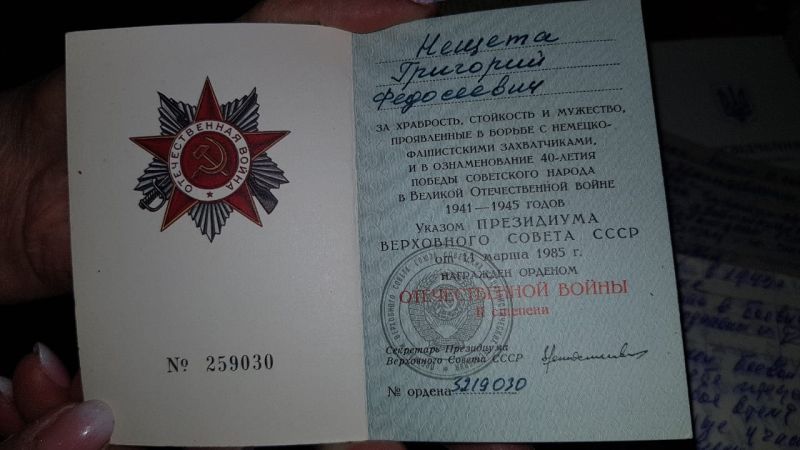 ОТЕЧЕСТВЕННАЯ ВОЙНА
№ 259030
Нещета
Григорий
Федосеевич
ЗА ХРАБРОСТЬ, СТОЙКОСТЬ И МУЖЕСТВО,
ПРОЯВЛЕННЫЕ В БОРЬБЕ С НЕМЕЦКО-
ФАШИСТСКИМИ ЗАХВАТЧИКАМИ,
И В ОЗНАМЕНОВАНИЕ 40-ЛЕТИЯ
ПОБЕДЫ СОВЕТСКОГО НАРОДА
В ВЕЛИКОЙ ОТЕЧЕСТВЕННОЙ ВОЙНЕ
1941—1945 ГОДОВ
УКАЗОМ ПРЕЗИДИУМА
ВЕРХОВНОГО СОВЕТА СССР
от 11 марта 1985 г.
НАГРАЖДЕН ОРДЕНОМ
ОТЕЧЕСТВЕННОЙ ВОЙНЫ
II степени
Секретарь Президиума
Верховного Совета СССР
№ ордена 5219030